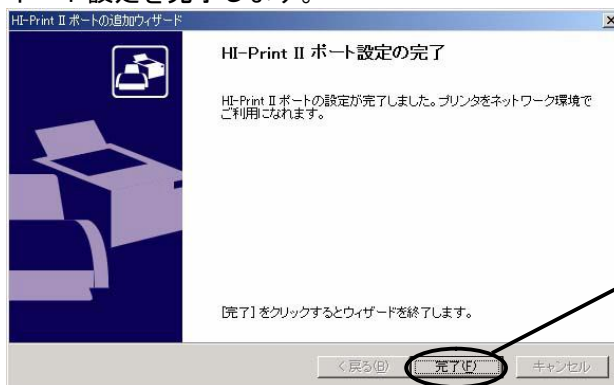 ポート設定を完了します。
HI-Print II ポートの追加ウィザード
HI-Print II ポート設定の完了
HI-Print II ポートの設定が完了しました。プリンタをネットワーク環境で
ご利用になれます。
[完了] をクリックするとウィザードを終了します。
< 戻る(B) 完了(F) キャンセル